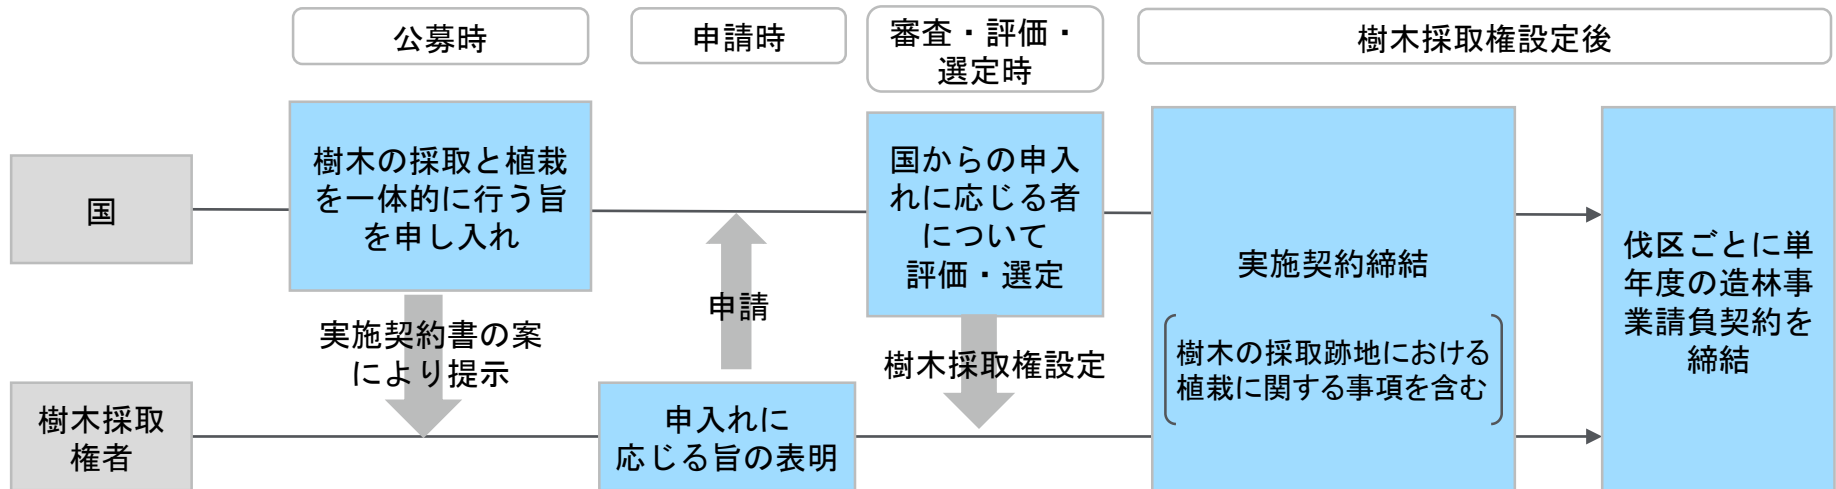 公募時
申請時
審査・評価・
選定時
樹木採取権設定後
国
樹木の採取と植栽
を一体的に行う旨
を申し入れ
国からの申入
れに応じる者
について
評価・選定
実施契約締結
樹木の採取跡地における
植栽に関する事項を含む
伐区ごとに単
年度の造林事
業請負契約を
締結
実施契約書の案
により提示
申請
樹木採取権設定
樹木採取
権者
申入れに
応じる旨の表明